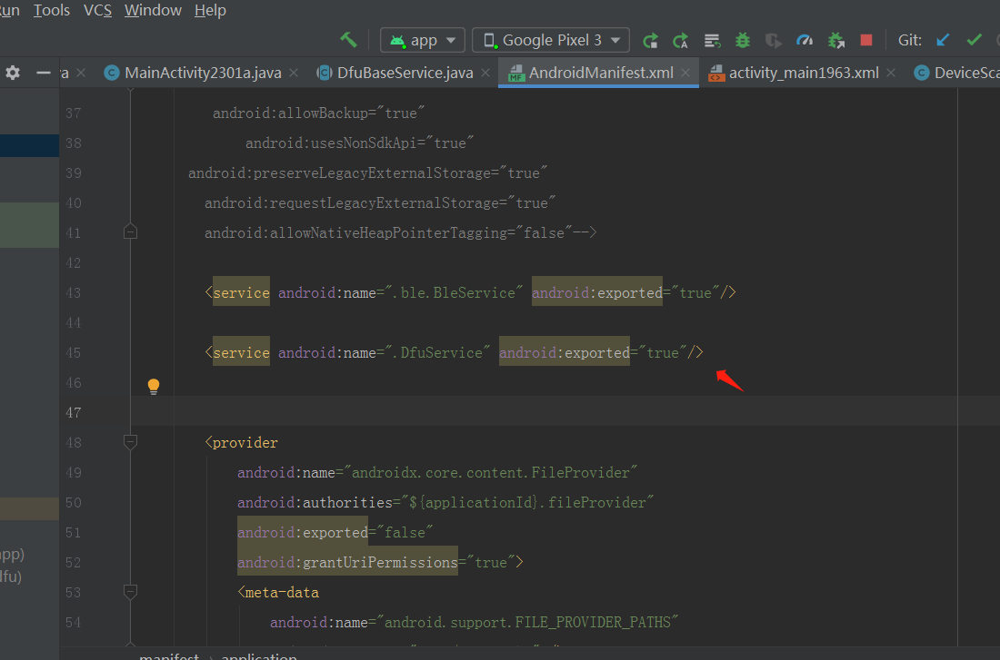 Run Tools VCS Window Help
app Google Pixel 3 Git:
ra MainActivity2301a.java DfuBaseService.java AndroidManifest.xml activity_main1963.xml DeviceSca
37 android:allowBackup="true"
38 android:usesNonSdkApi="true"
39 android:preserveLegacyExternalStorage="true"
40 android:requestLegacyExternalStorage="true"
41 android:allowNativeHeapPointerTagging="false"-->
42
43 <service android:name=".ble.BleService" android:exported="true"/>
44
45 <service android:name=".DfuService" android:exported="true"/>
46
47
48 <provider
49 android:name="androidx.core.content.FileProvider"
50 android:authorities="${applicationId}.fileProvider"
51 android:exported="false"
52 android:grantUriPermissions="true">
53 <meta-data
54 android:name="android.support.FILE_PROVIDER_PATHS"
app)
dfu)
manifest › application